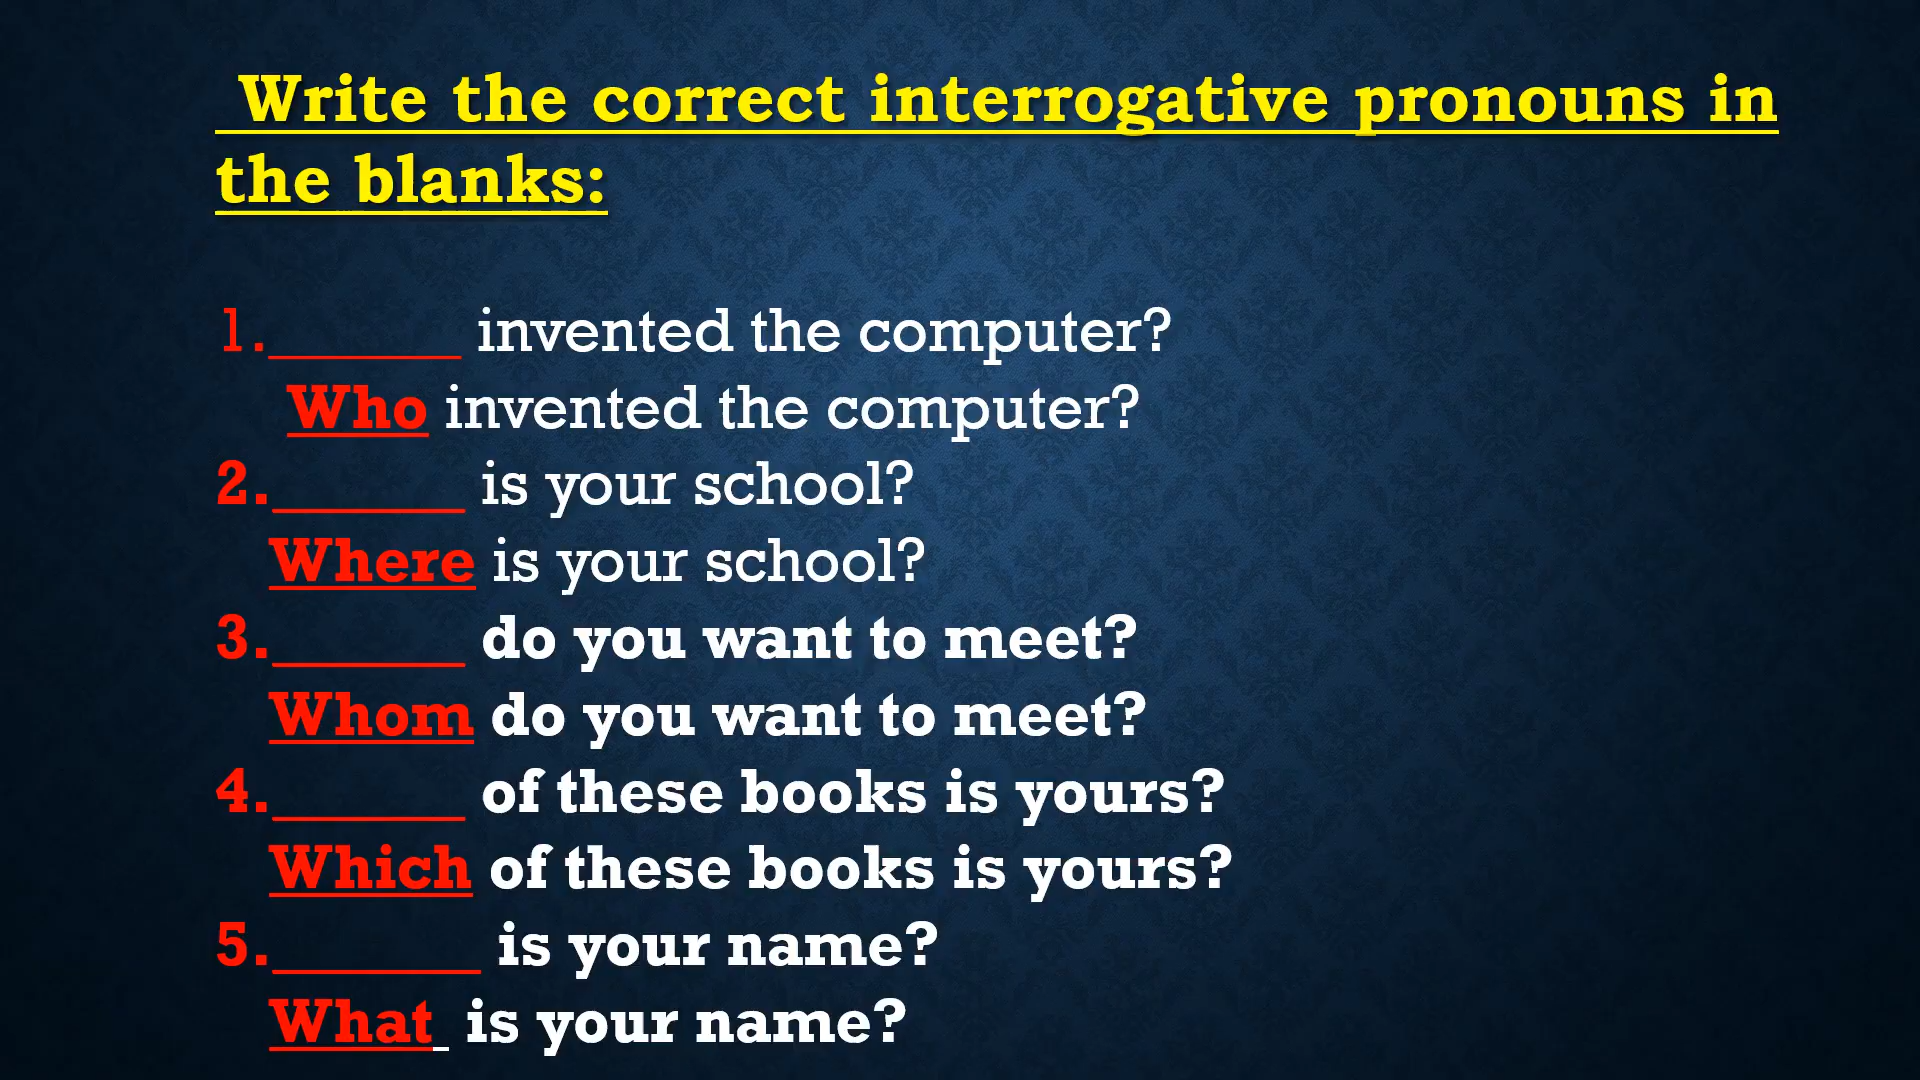 Write the correct interrogative pronouns in
the blanks:
1.______ invented the computer?
Who invented the computer?
2.______ is your school?
Where is your school?
3.______ do you want to meet?
Whom do you want to meet?
4.______ of these books is yours?
Which of these books is yours?
5.______ is your name?
What_ is your name?